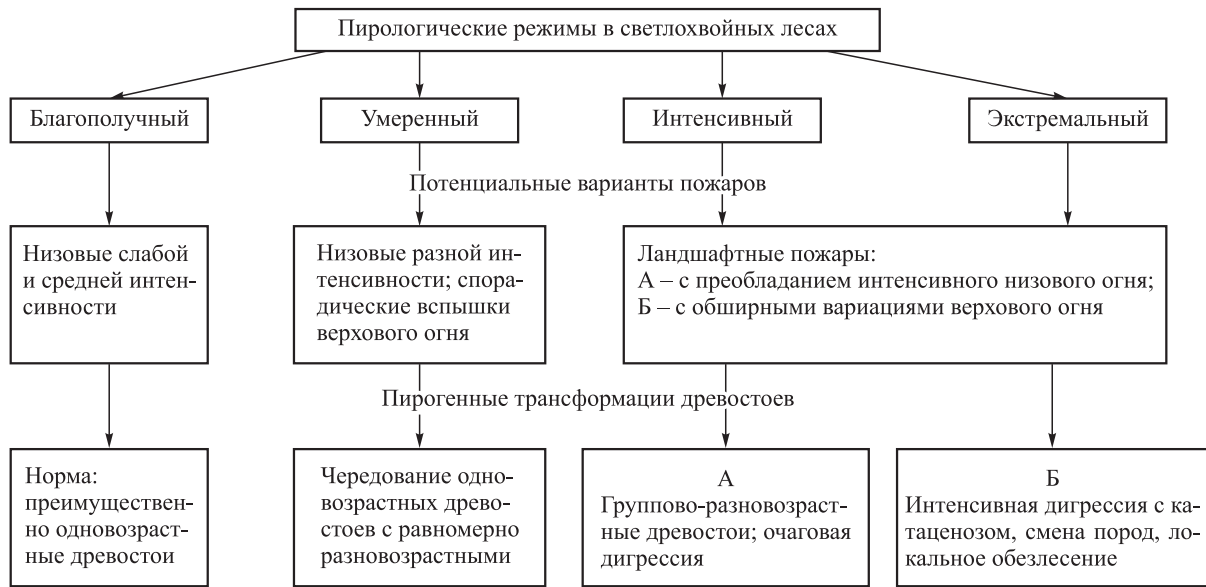 Пирологические режимы в светлохвойных лесах
Благополучный
Умеренный
Интенсивный
Экстремальный
Потенциальные варианты пожаров
Низовые слабой
и средней интен-
сивности
Низовые разной ин-
тенсивности; спора-
дические вспышки
верхового огня
Ландшафтные пожары:
А – с преобладанием интенсивного низового огня;
Б – с обширными вариациями верхового огня
Пирогенные трансформации древостоев
Норма:
преимуществен-
но одновозраст-
ные древостои
Чередование одно-
возрастных древо-
стоев с равномерно
разновозрастными
А
Группово-разновозраст-
ные древостои; очаговая
дигрессия
Б
Интенсивная дигрессия с ка-
таценозом, смена пород, ло-
кальное обезлесение